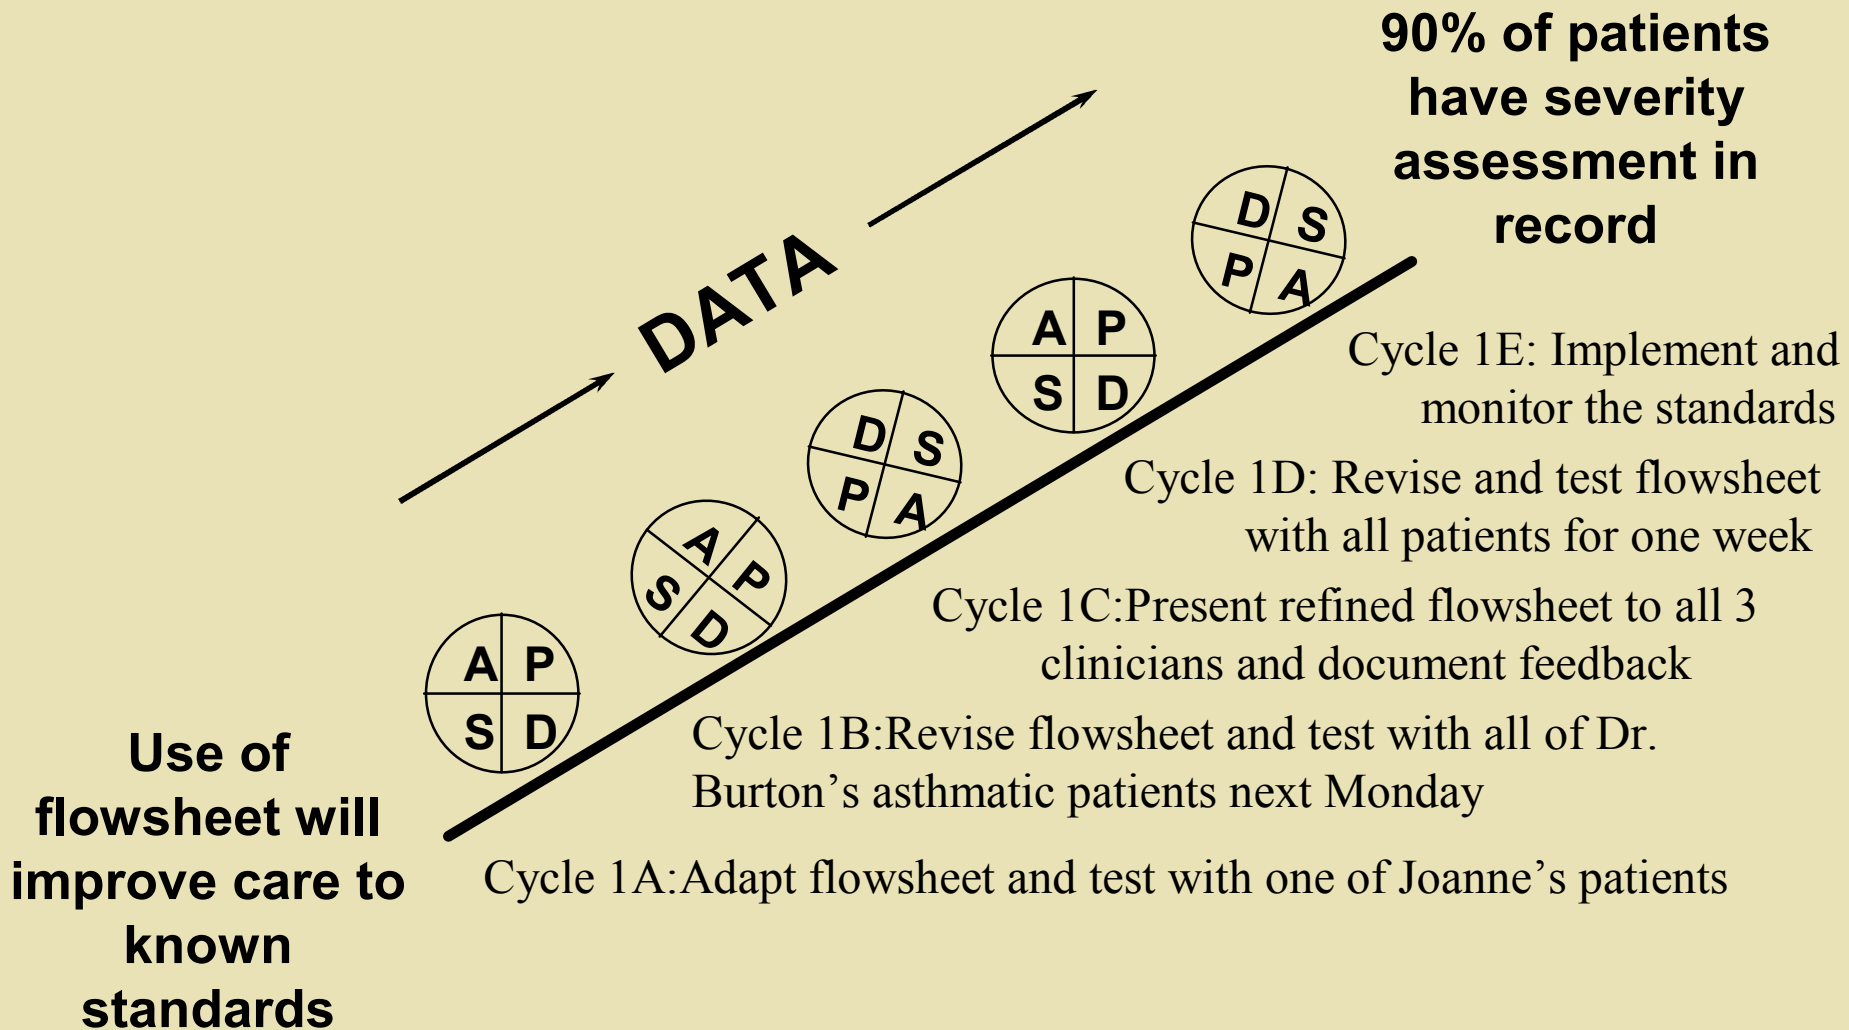 90% of patients
have severity
assessment in
record
DATA
D S
P A
A P
S D
D S
P A
A P
S D
A P
S D
Cycle 1E: Implement and
monitor the standards
Cycle 1D: Revise and test flowsheet
with all patients for one week
Cycle 1C:Present refined flowsheet to all 3
clinicians and document feedback
Cycle 1B:Revise flowsheet and test with all of Dr.
Burton’s asthmatic patients next Monday
Cycle 1A:Adapt flowsheet and test with one of Joanne’s patients
Use of
flowsheet will
improve care to
known
standards